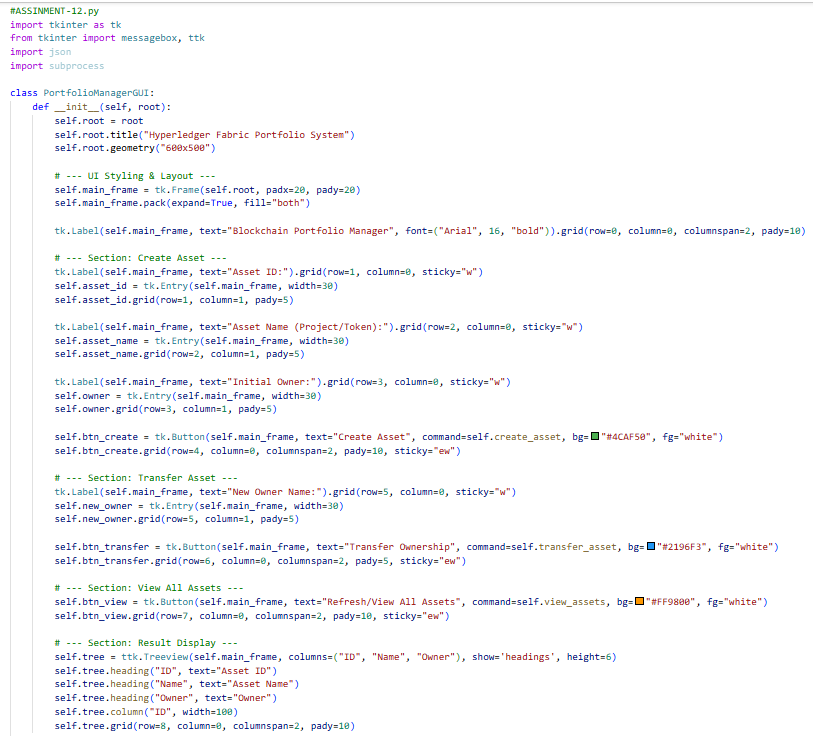 #ASSINMENT-12.py
import tkinter as tk
from tkinter import messagebox, ttk
import json
import subprocess

class PortfolioManagerGUI:
    def __init__(self, root):
        self.root = root
        self.root.title("Hyperledger Fabric Portfolio System")
        self.root.geometry("600x500")

        # --- UI Styling & Layout ---
        self.main_frame = tk.Frame(self.root, padx=20, pady=20)
        self.main_frame.pack(expand=True, fill="both")

        tk.Label(self.main_frame, text="Blockchain Portfolio Manager", font=("Arial", 16, "bold")).grid(row=0, column=0, columnspan=2, pady=10)

        # --- Section: Create Asset ---
        tk.Label(self.main_frame, text="Asset ID:").grid(row=1, column=0, sticky="w")
        self.asset_id = tk.Entry(self.main_frame, width=30)
        self.asset_id.grid(row=1, column=1, pady=5)

        tk.Label(self.main_frame, text="Asset Name (Project/Token):").grid(row=2, column=0, sticky="w")
        self.asset_name = tk.Entry(self.main_frame, width=30)
        self.asset_name.grid(row=2, column=1, pady=5)

        tk.Label(self.main_frame, text="Initial Owner:").grid(row=3, column=0, sticky="w")
        self.owner = tk.Entry(self.main_frame, width=30)
        self.owner.grid(row=3, column=1, pady=5)

        self.btn_create = tk.Button(self.main_frame, text="Create Asset", command=self.create_asset, bg="#4CAF50", fg="white")
        self.btn_create.grid(row=4, column=0, columnspan=2, pady=10, sticky="ew")

        # --- Section: Transfer Asset ---
        tk.Label(self.main_frame, text="New Owner Name:").grid(row=5, column=0, sticky="w")
        self.new_owner = tk.Entry(self.main_frame, width=30)
        self.new_owner.grid(row=5, column=1, pady=5)

        self.btn_transfer = tk.Button(self.main_frame, text="Transfer Ownership", command=self.transfer_asset, bg="#2196F3", fg="white")
        self.btn_transfer.grid(row=6, column=0, columnspan=2, pady=5, sticky="ew")

        # --- Section: View All Assets ---
        self.btn_view = tk.Button(self.main_frame, text="Refresh/View All Assets", command=self.view_assets, bg="#FF9800", fg="white")
        self.btn_view.grid(row=7, column=0, columnspan=2, pady=10, sticky="ew")

        # --- Section: Result Display ---
        self.tree = ttk.Treeview(self.main_frame, columns=("ID", "Name", "Owner"), show='headings', height=6)
        self.tree.heading("ID", text="Asset ID")
        self.tree.heading("Name", text="Asset Name")
        self.tree.heading("Owner", text="Owner")
        self.tree.column("ID", width=100)
        self.tree.grid(row=8, column=0, columnspan=2, pady=10)